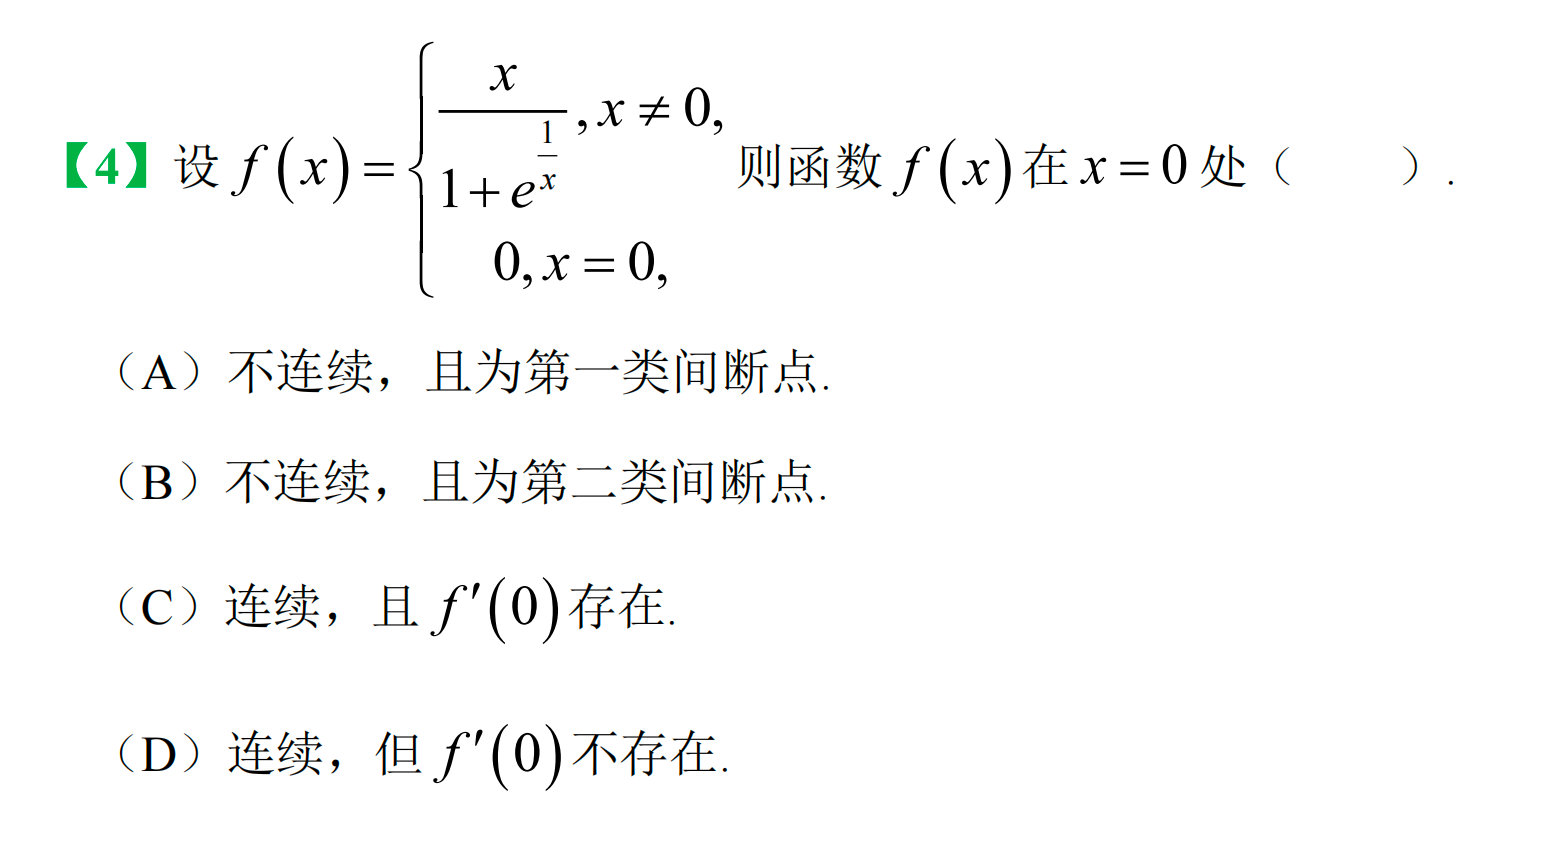 【4】设 $f(x)=\begin{cases}\dfrac{x}{1+e^{\frac{1}{x}}}, x\neq 0,\\ 0, x=0,\end{cases}$ 则函数 $f(x)$ 在 $x=0$ 处（　　）.
（A）不连续，且为第一类间断点.
（B）不连续，且为第二类间断点.
（C）连续，且 $f'(0)$ 存在.
（D）连续，但 $f'(0)$ 不存在.